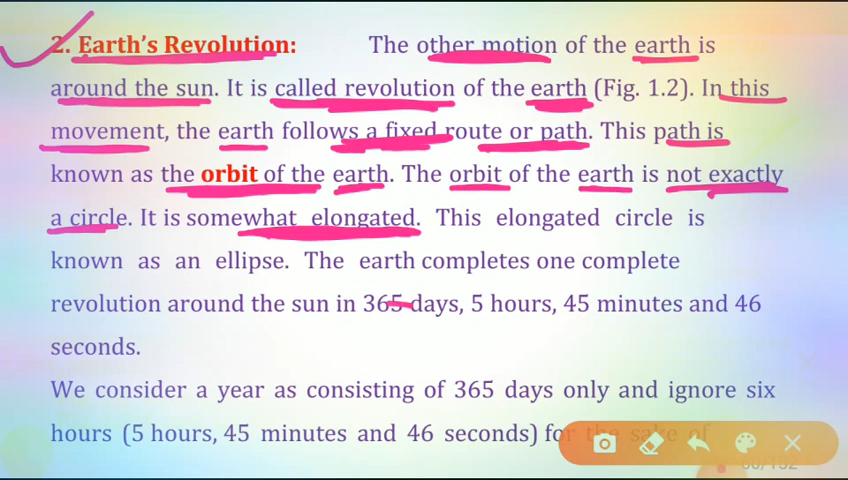 2. Earth's Revolution: The other motion of the earth is
around the sun. It is called revolution of the earth (Fig. 1.2). In this
movement, the earth follows a fixed route or path. This path is
known as the orbit of the earth. The orbit of the earth is not exactly
a circle. It is somewhat elongated. This elongated circle is
known as an ellipse. The earth completes one complete
revolution around the sun in 365 days, 5 hours, 45 minutes and 46
seconds.
We consider a year as consisting of 365 days only and ignore six
hours (5 hours, 45 minutes and 46 seconds) for the sake of